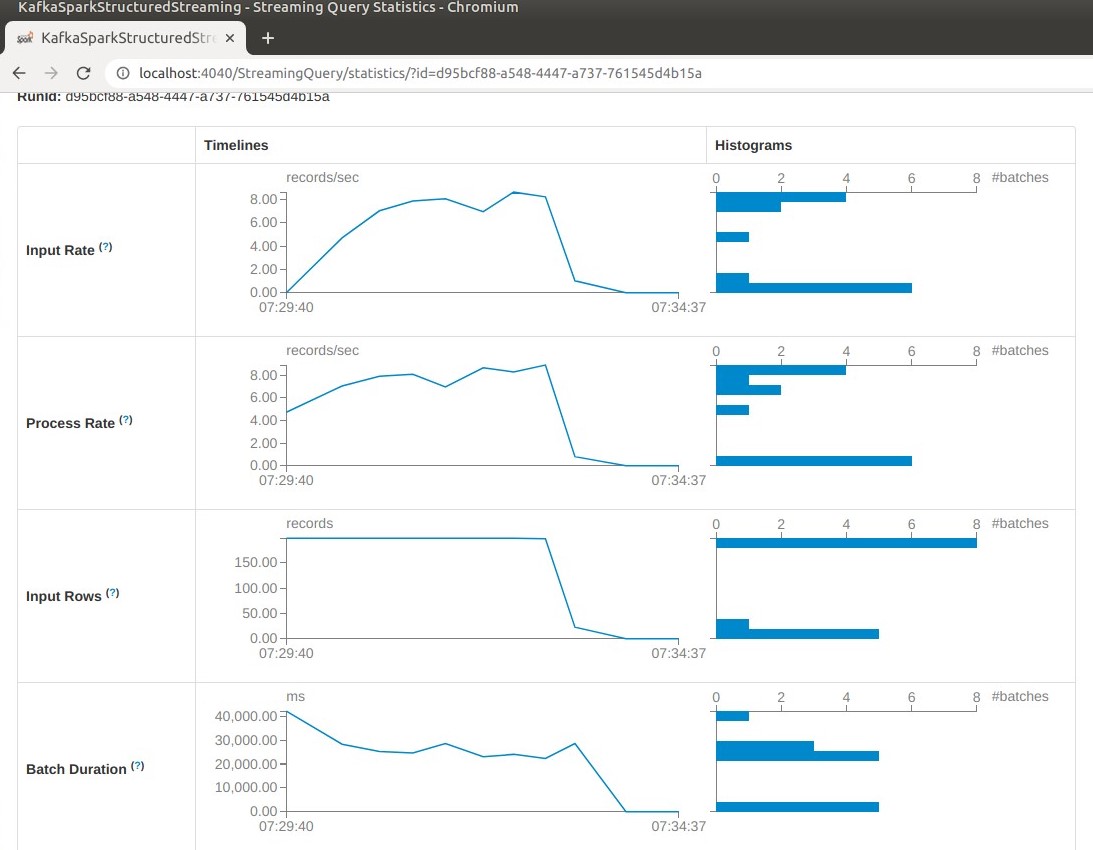 KafkaSparkStructuredStreaming - Streaming Query Statistics - Chromium
KafkaSparkStructuredStre
localhost:4040/StreamingQuery/statistics/?id=d95bcf88-a548-4447-a737-761545d4b15a
RunId: d95bcf88-a548-4447-a737-761545d4b15a
Timelines Histograms
Input Rate (?)
records/sec
8.00
6.00
4.00
2.00
0.00
07:29:40 07:34:37
0 2 4 6 8 #batches
Process Rate (?)
records/sec
8.00
6.00
4.00
2.00
0.00
07:29:40 07:34:37
0 2 4 6 8 #batches
Input Rows (?)
records
150.00
100.00
50.00
0.00
07:29:40 07:34:37
0 2 4 6 8 #batches
Batch Duration (?)
ms
40,000.00
30,000.00
20,000.00
10,000.00
0.00
07:29:40 07:34:37
0 2 4 6 8 #batches